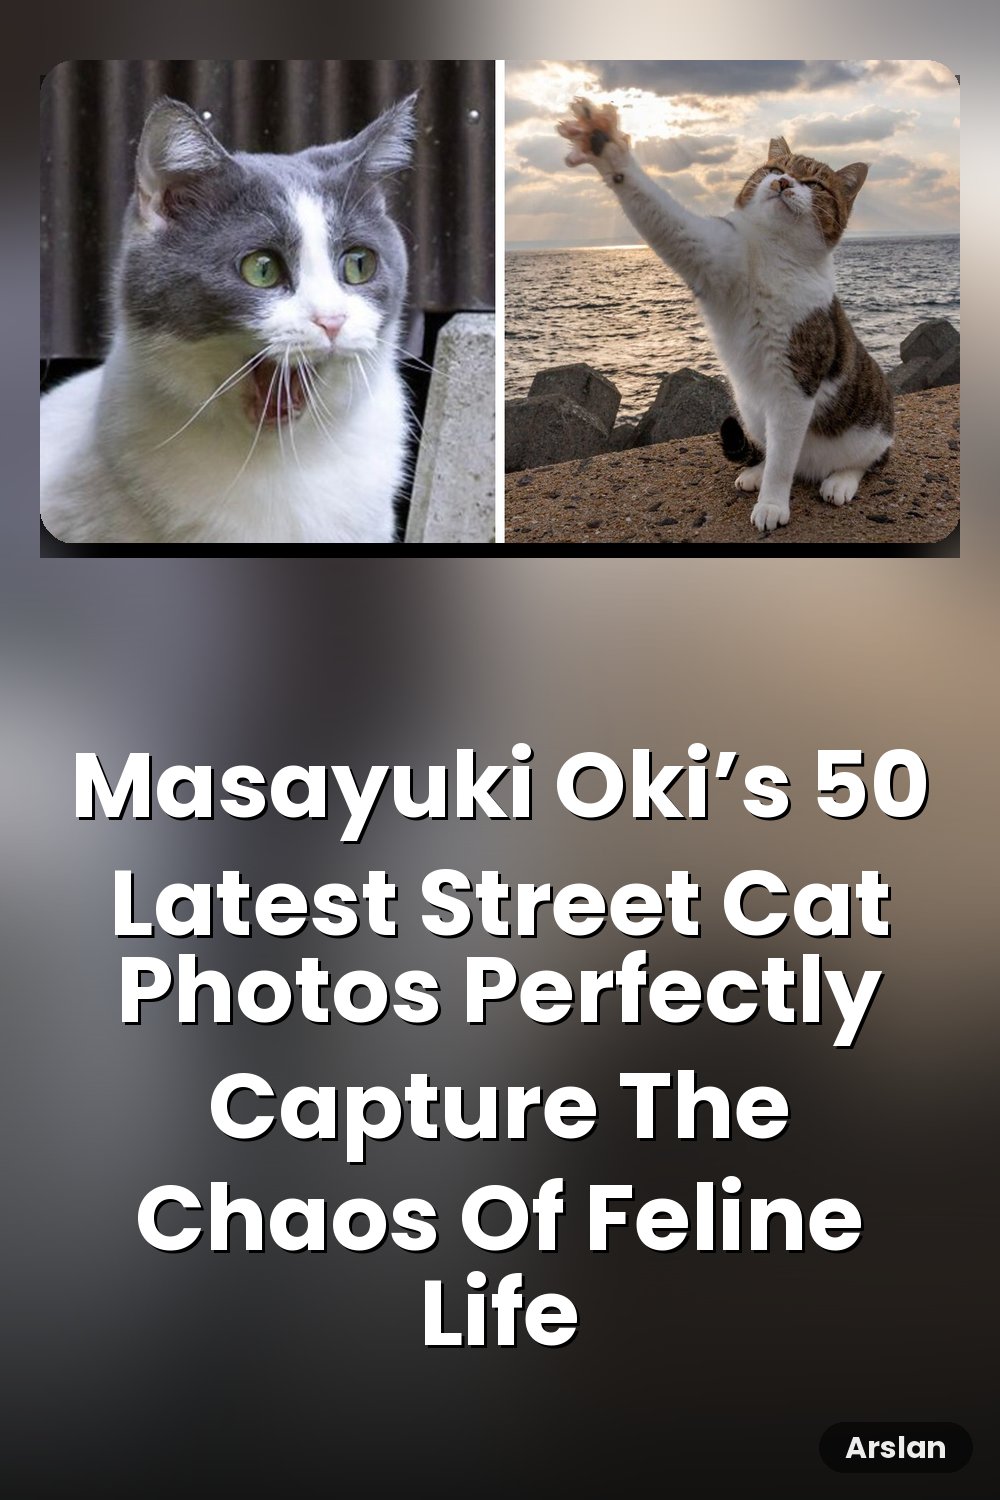 Masayuki Oki’s 50
Latest Street Cat
Photos Perfectly
Capture The
Chaos Of Feline
Life
Arslan